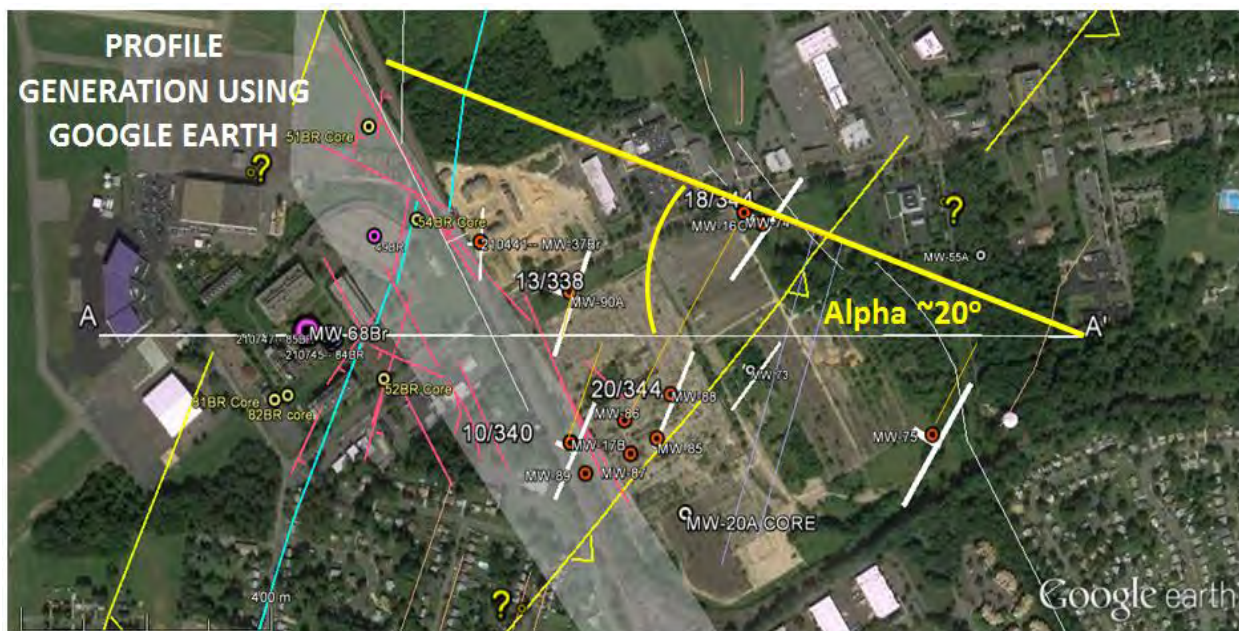 PROFILE
GENERATION USING
GOOGLE EARTH
51BR Core
?
18/344
MW-16C
MW-74
?
54BR Core
49BR
210441-- MW-37Br
MW-55A
13/338
MW-90A
Alpha ~20º
A
A'
MW-68Br
210745-- 84BR
MW-73
52BR Core
20/344
MW-88
81BR Core
82BR core
MW-86
10/340
MW-17B
MW-85
MW-75
MW-89
MW-87
MW-20A CORE
400 m
?
Google earth